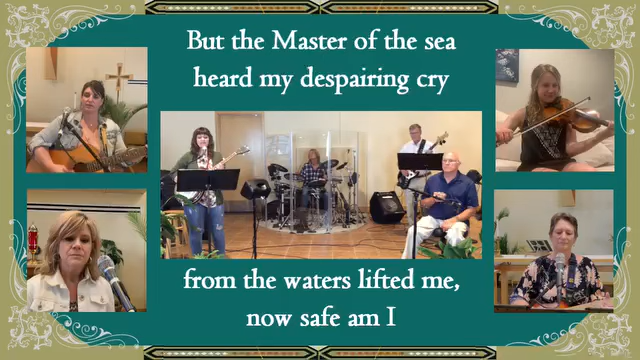 But the Master of the sea
heard my despairing cry
from the waters lifted me,
now safe am I